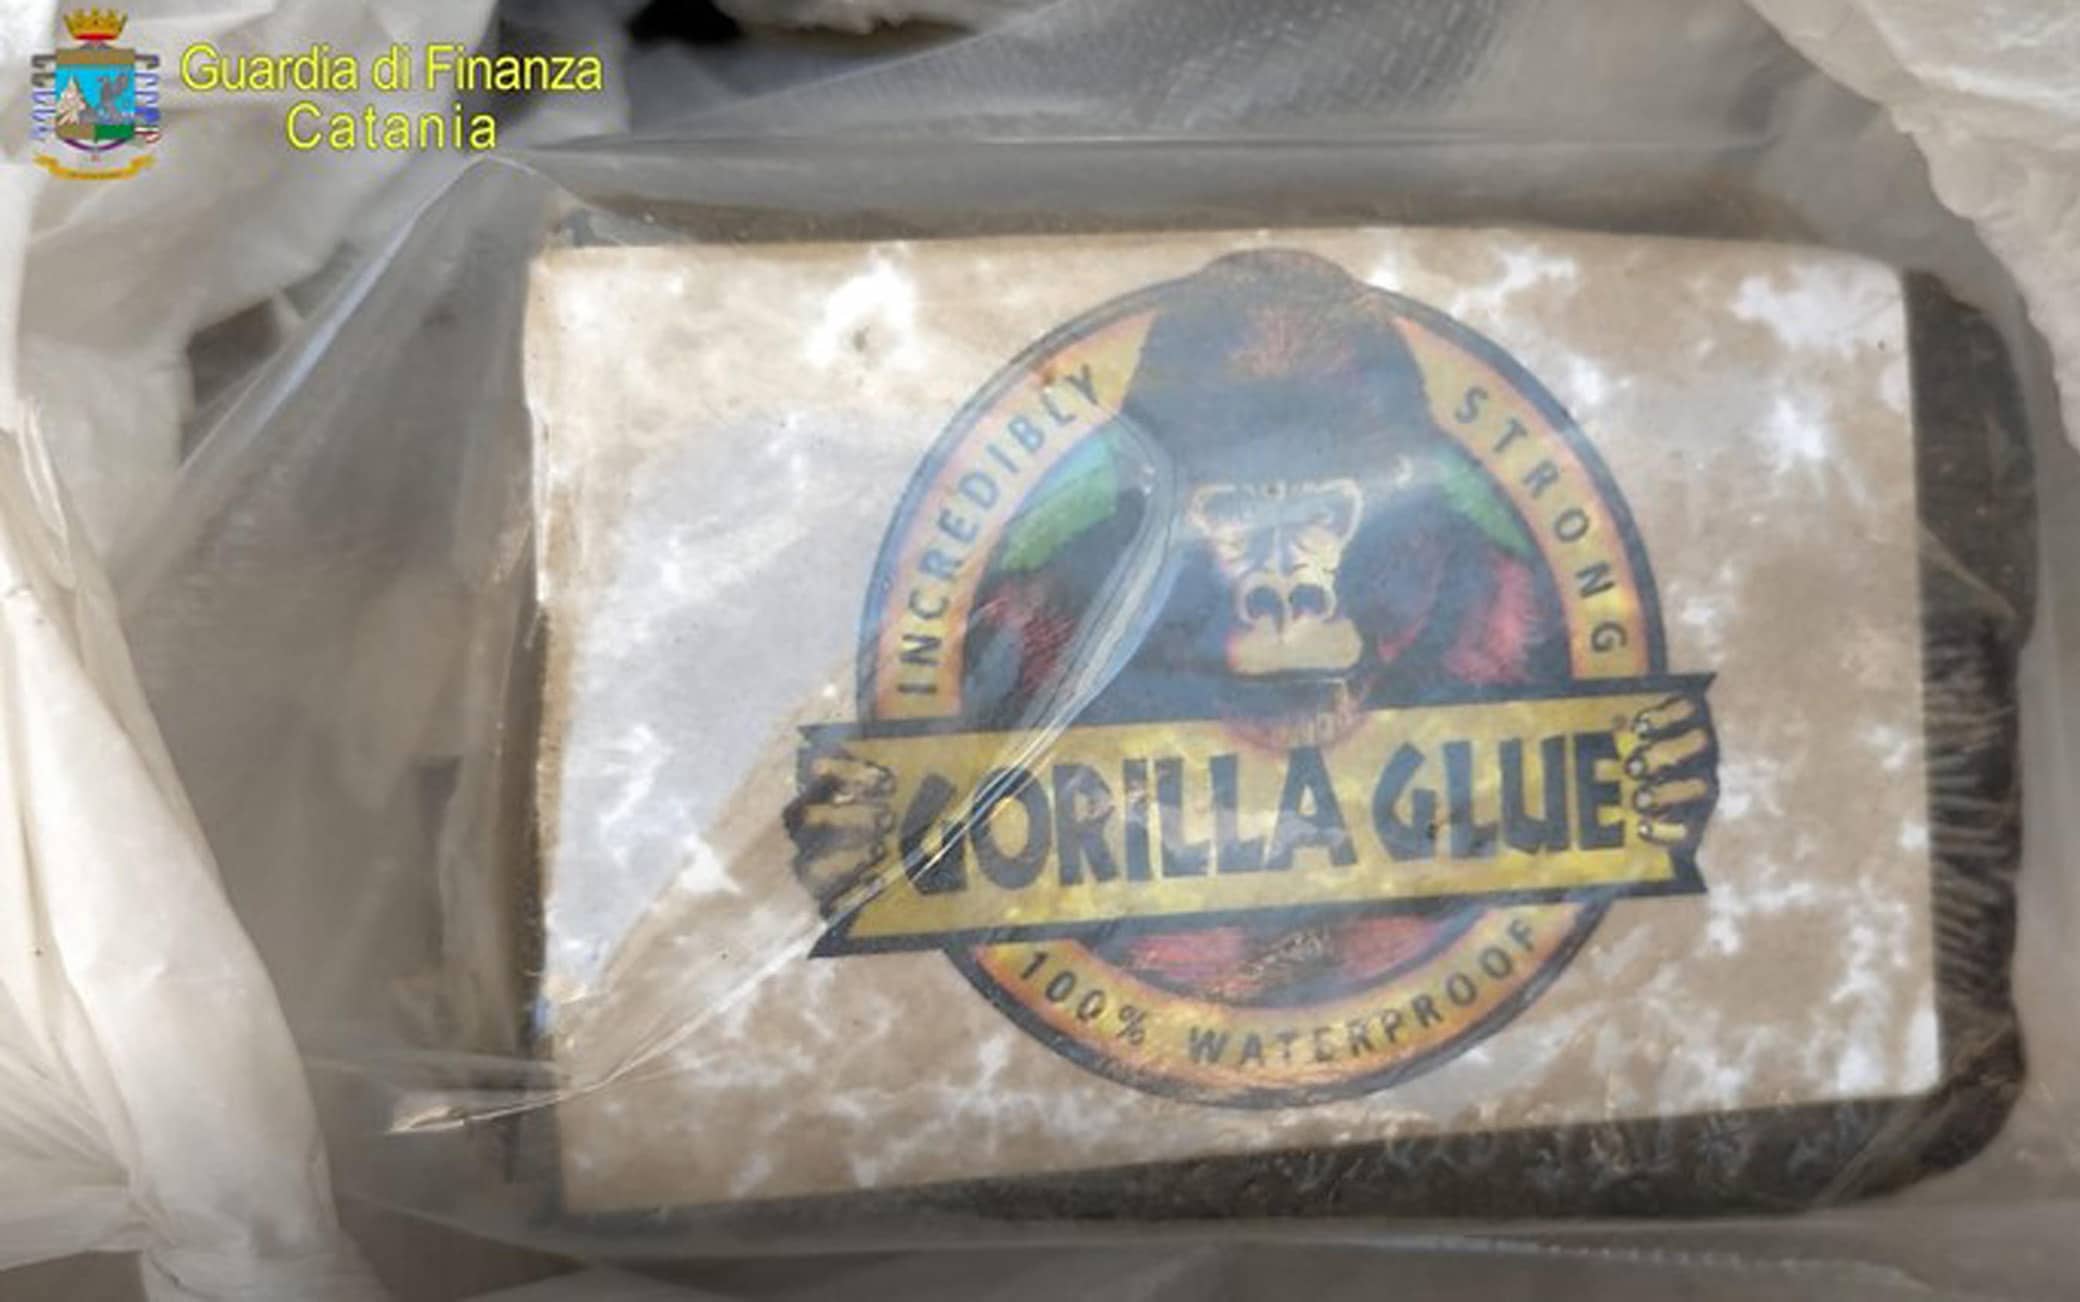 Guardia di Finanza
Catania
INCREDIBLY STRONG
GORILLA GLUE
100% WATERPROOF